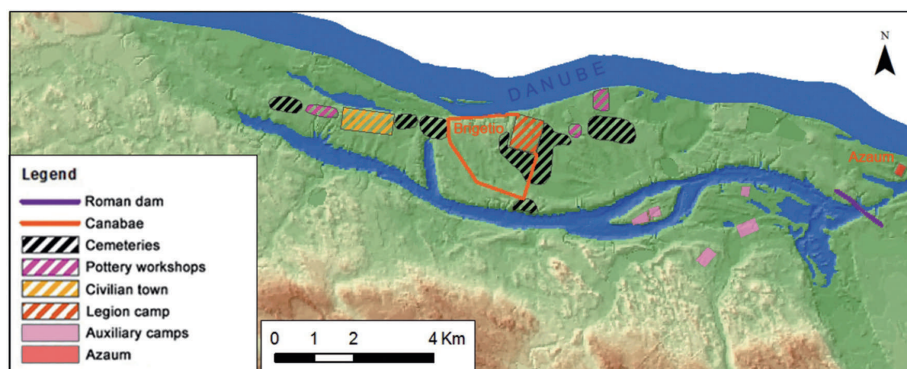 N
DANUBE
Brigetio
Azaum
Legend
Roman dam
Canabae
Cemeteries
Pottery workshops
Civilian town
Legion camp
Auxiliary camps
Azaum
0 1 2 4 Km